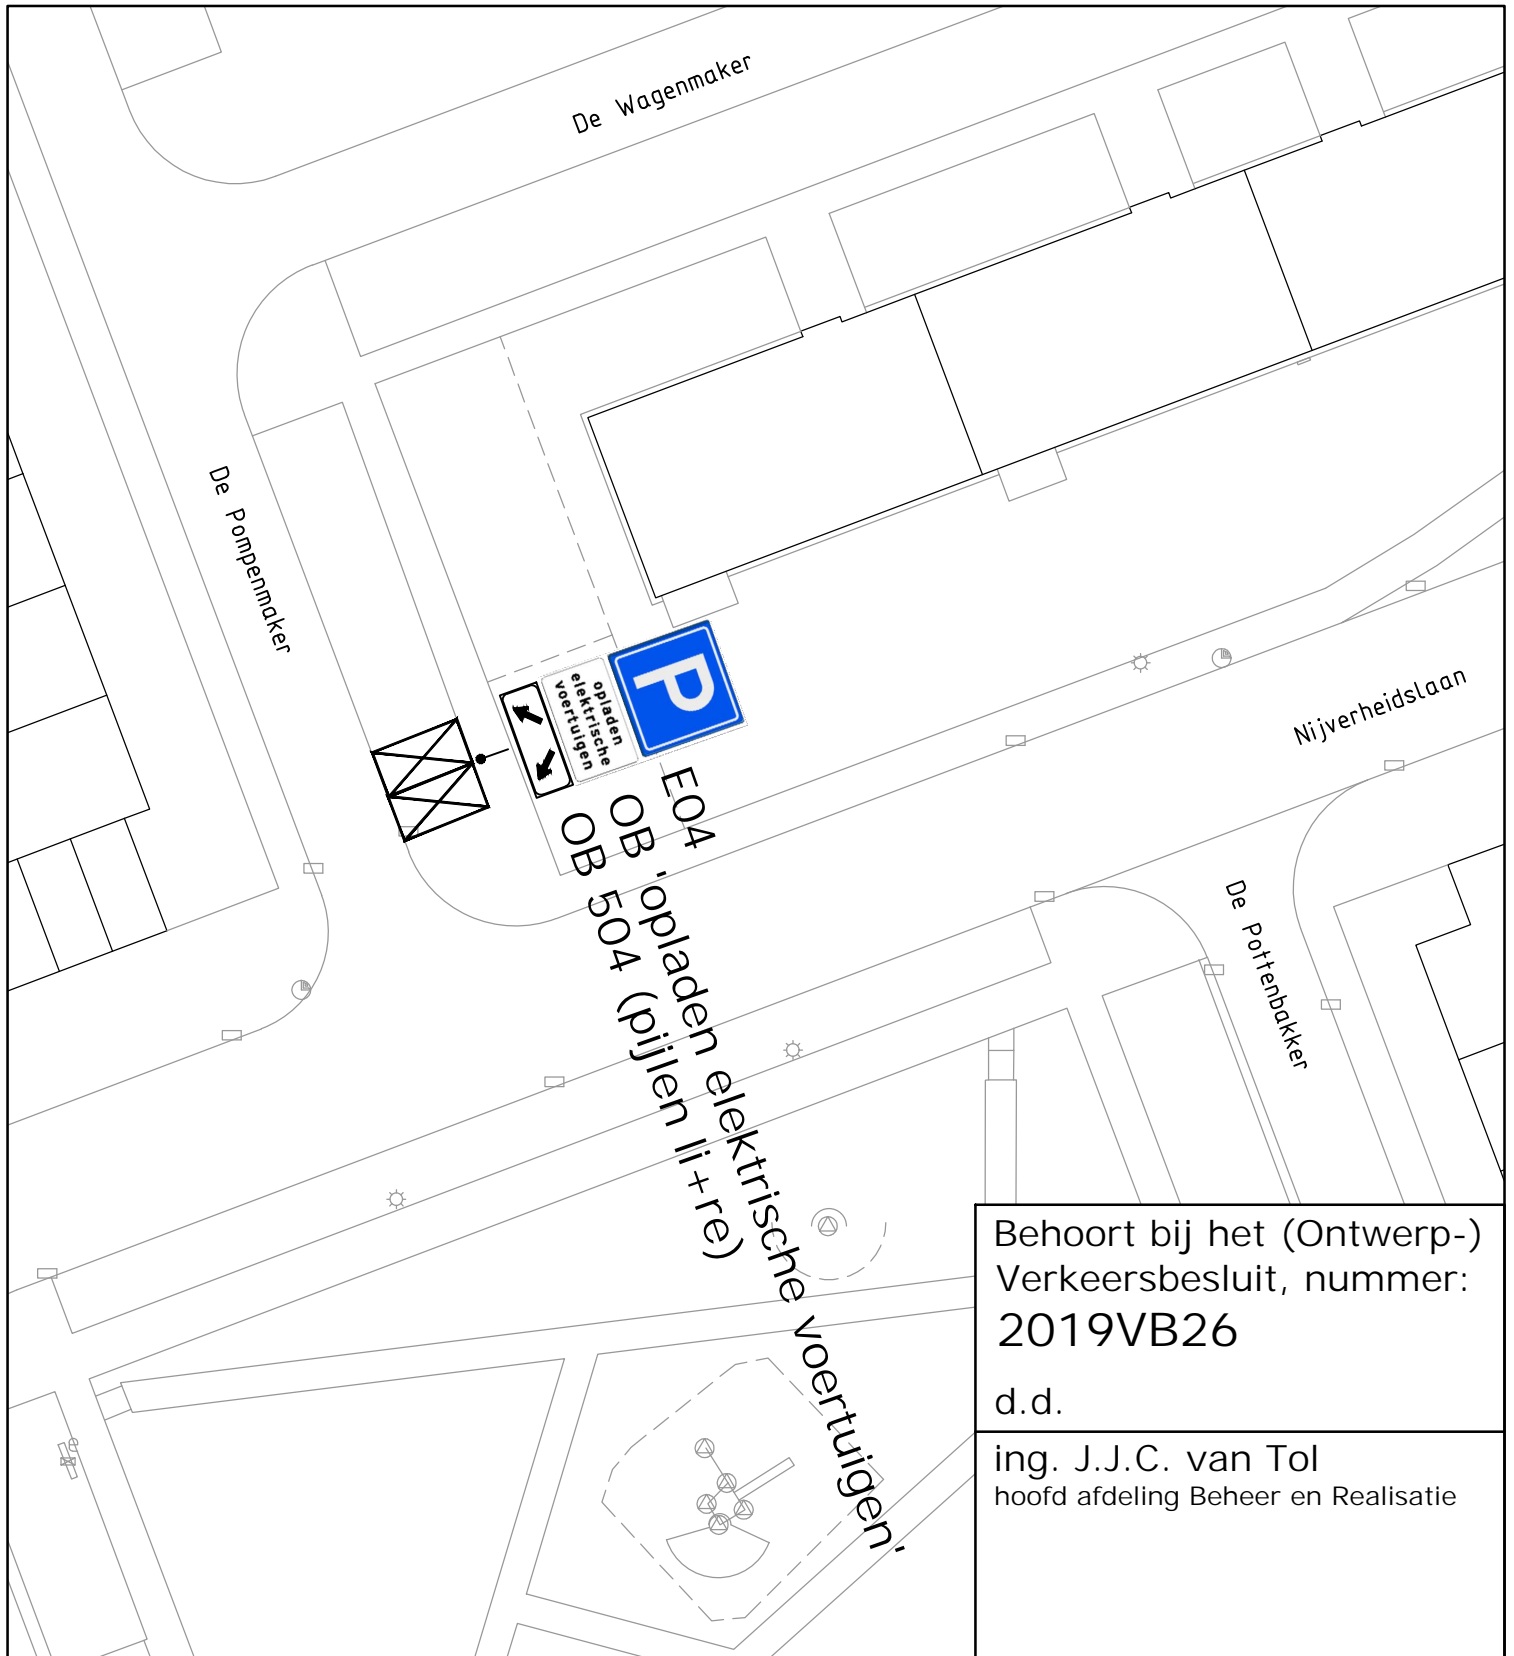 De Wagenmaker
De Pompenmaker
Nijverheidslaan
De Pottenbakker
P
opladen
elektrische
voertuigen
E04
OB 'opladen elektrische voertuigen'
OB 504 (pijlen li+re)
Behoort bij het (Ontwerp-)
Verkeersbesluit, nummer:
2019VB26
d.d.
ing. J.J.C. van Tol
hoofd afdeling Beheer en Realisatie